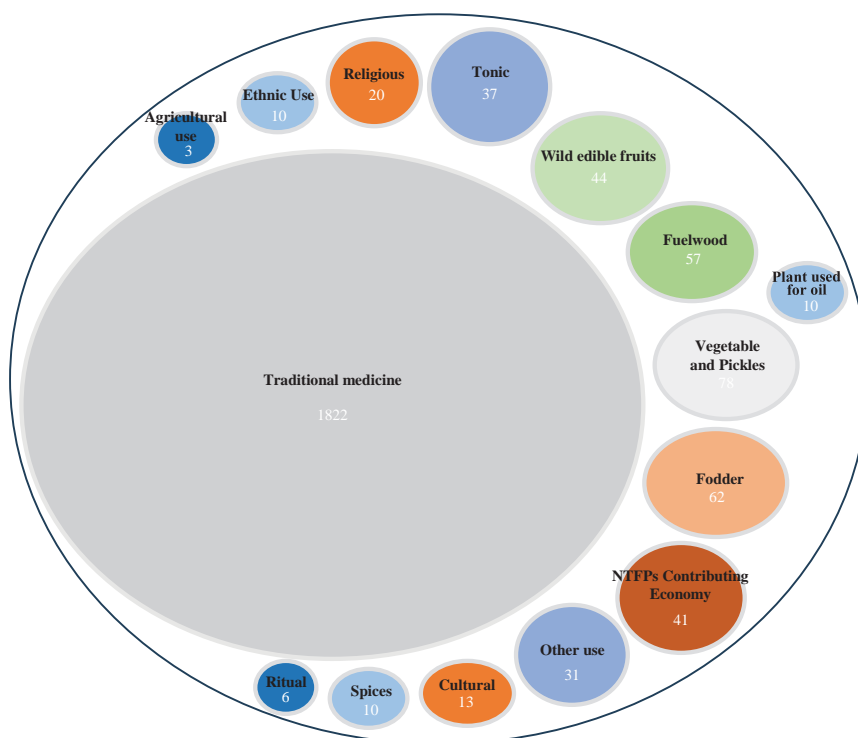 Tonic
37
Religious
20
Ethnic Use
10
Agricultural
use
3
Wild edible fruits
44
Fuelwood
57
Plant used
for oil
10
Vegetable
and Pickles
78
Traditional medicine
1822
Fodder
62
NTFPs Contributing
Economy
41
Other use
31
Cultural
13
Spices
10
Ritual
6